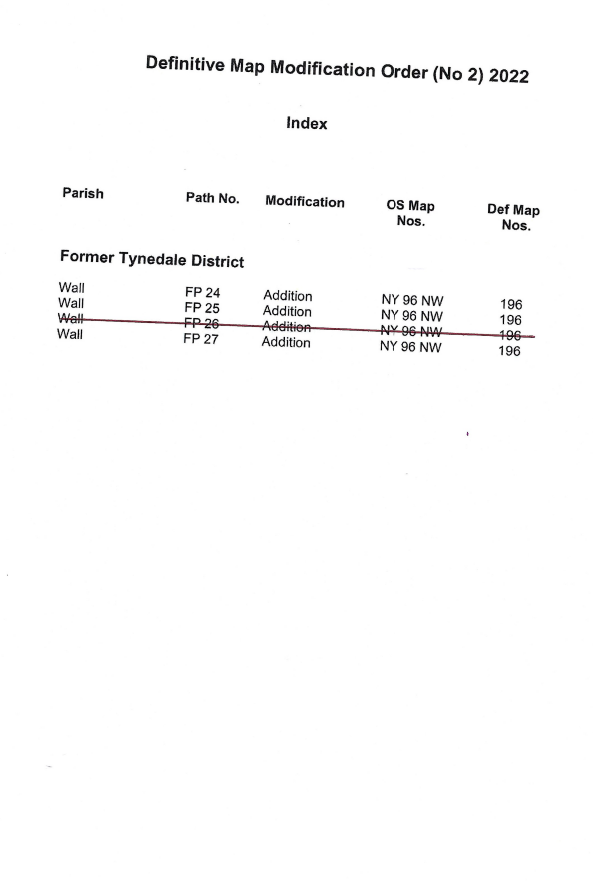 Definitive Map Modification Order (No 2) 2022
Index
Parish Path No. Modification OS Map Nos. Def Map Nos.
Former Tynedale District
Wall FP 24 Addition NY 96 NW 196
Wall FP 25 Addition NY 96 NW 196
Wall FP 26 Addition NY 96 NW 196
Wall FP 27 Addition NY 96 NW 196